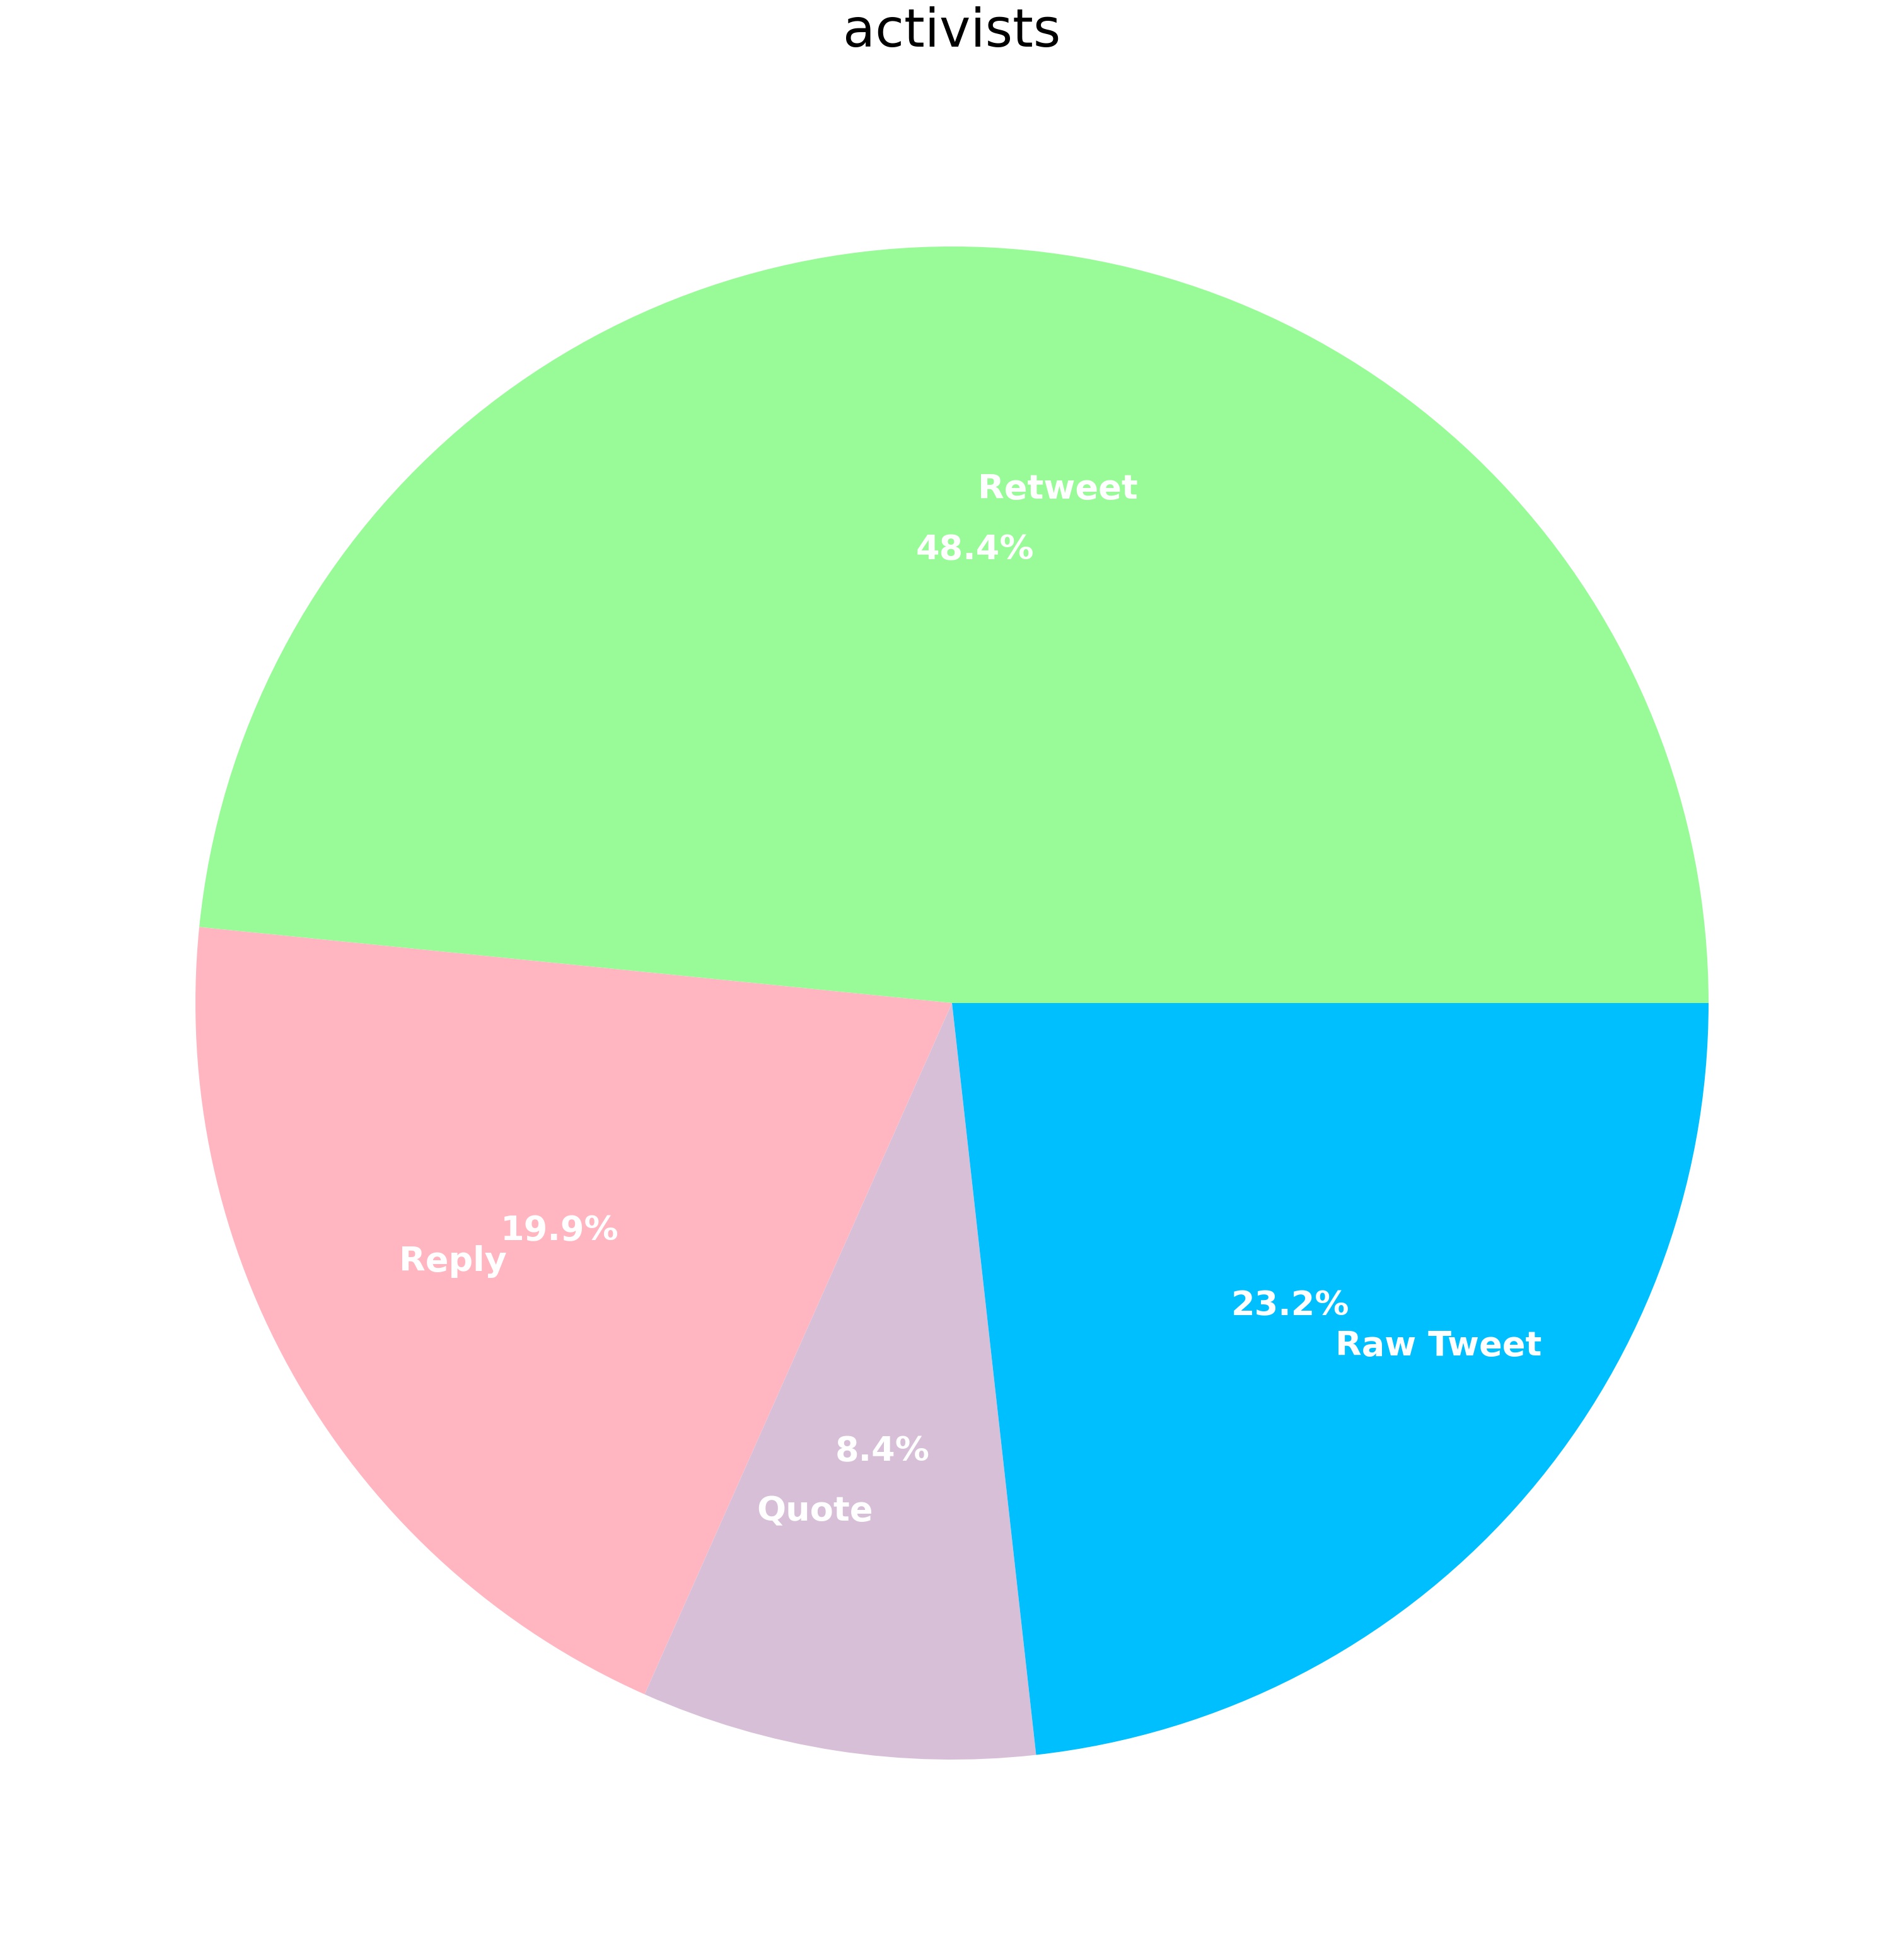 activists
Retweet
48.4%
19.9%
Reply
23.2%
Raw Tweet
8.4%
Quote